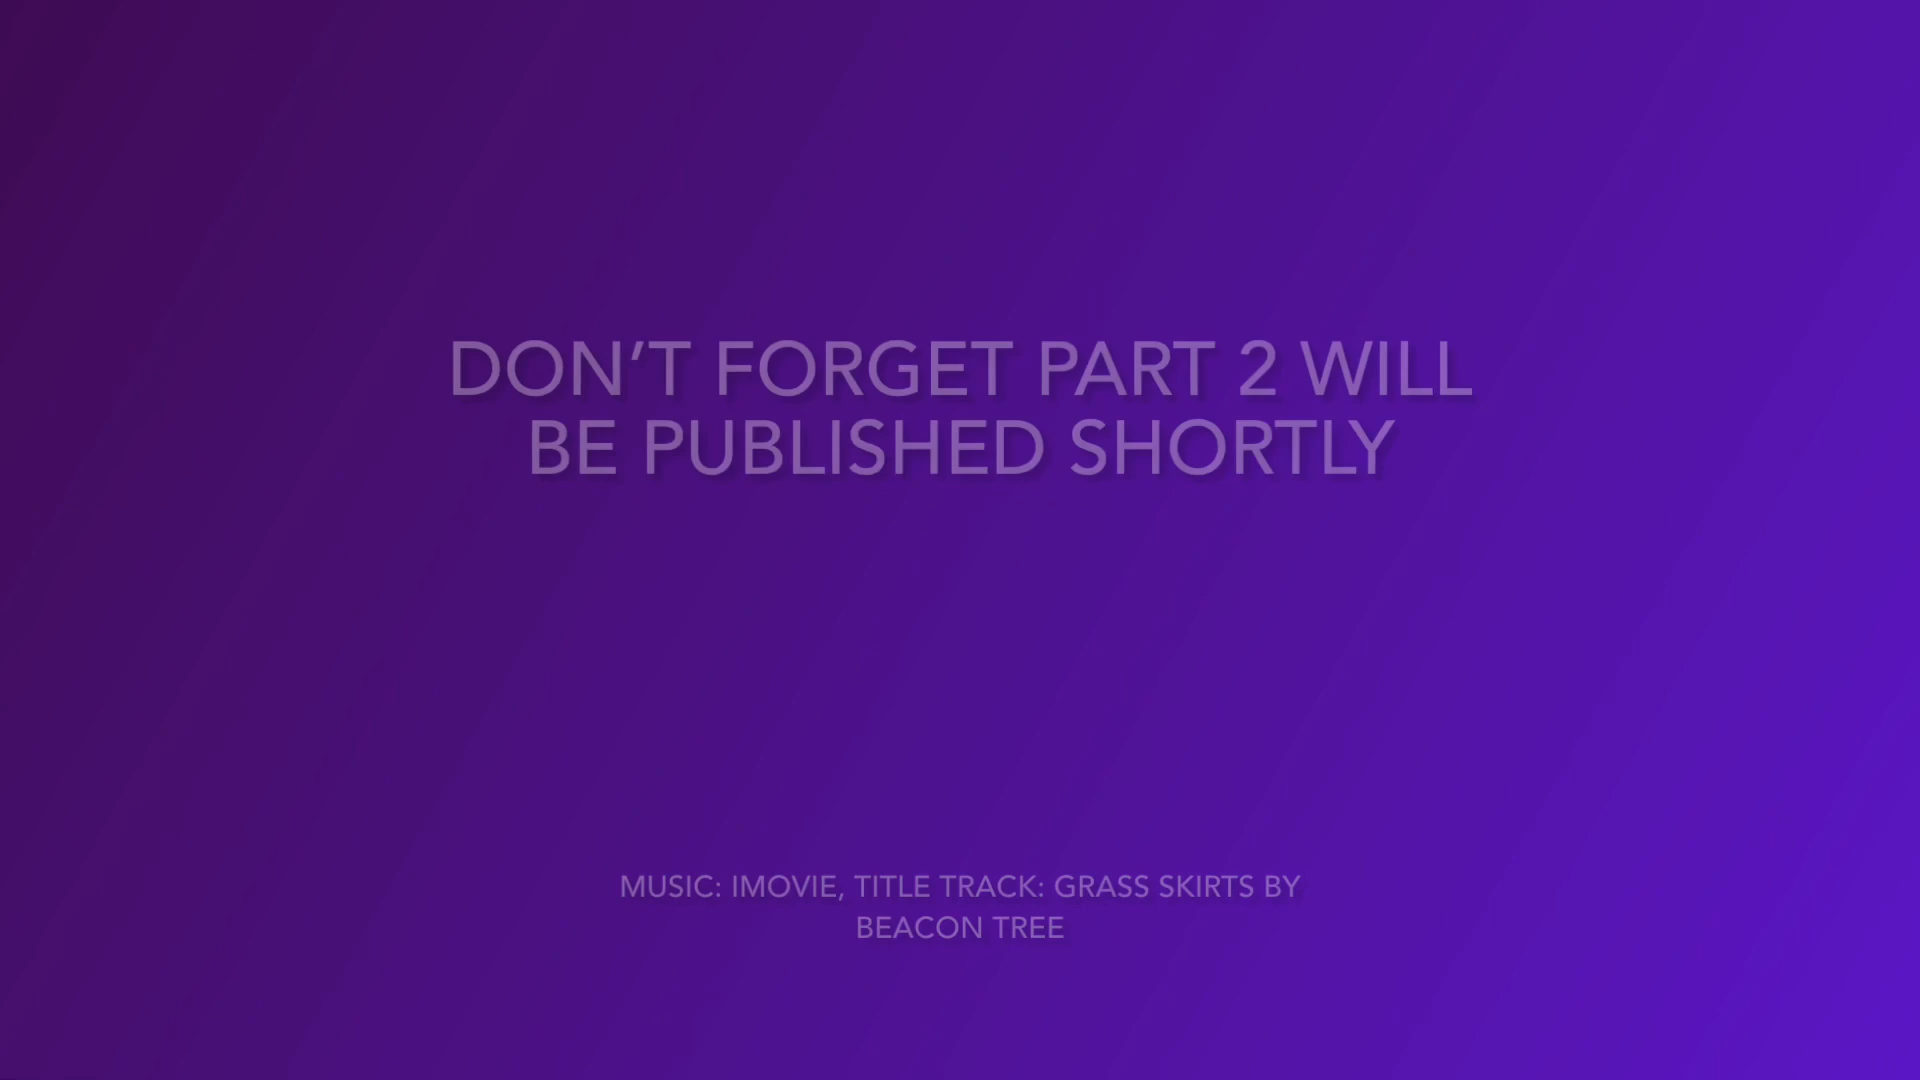 DON’T FORGET PART 2 WILL
BE PUBLISHED SHORTLY
MUSIC: IMOVIE, TITLE TRACK: GRASS SKIRTS BY
BEACON TREE